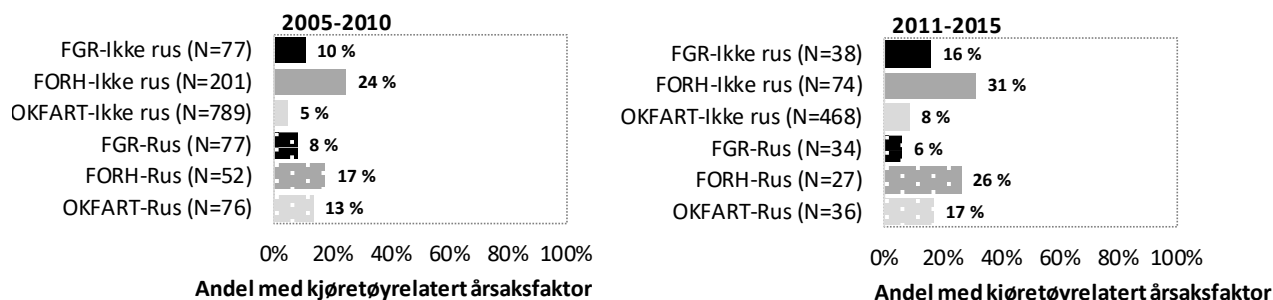 2005-2010
FGR-Ikke rus (N=77) 10 %
FORH-Ikke rus (N=201) 24 %
OKFART-Ikke rus (N=789) 5 %
FGR-Rus (N=77) 8 %
FORH-Rus (N=52) 17 %
OKFART-Rus (N=76) 13 %
0% 20% 40% 60% 80% 100%
Andel med kjøretøyrelatert årsaksfaktor
2011-2015
FGR-Ikke rus (N=38) 16 %
FORH-Ikke rus (N=74) 31 %
OKFART-Ikke rus (N=468) 8 %
FGR-Rus (N=34) 6 %
FORH-Rus (N=27) 26 %
OKFART-Rus (N=36) 17 %
0% 20% 40% 60% 80% 100%
Andel med kjøretøyrelatert årsaksfaktor